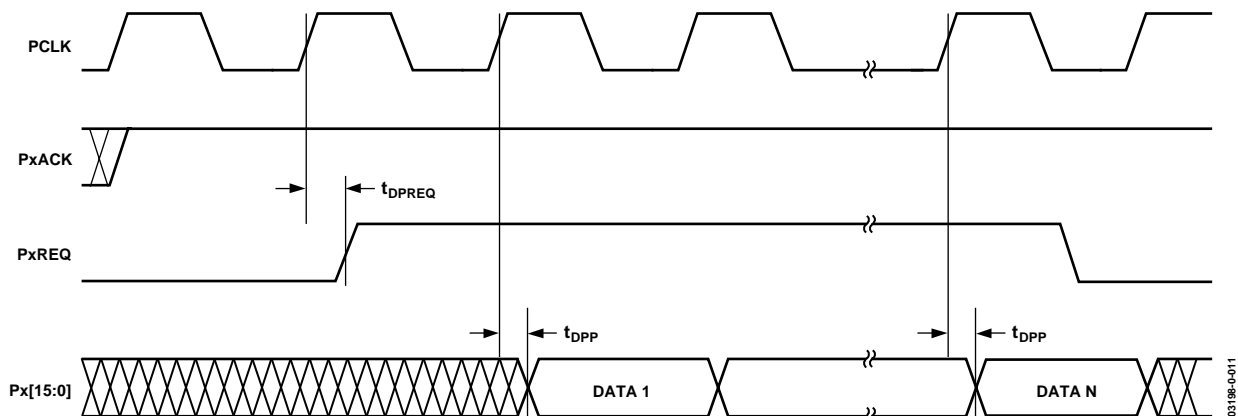 PCLK
PxACK
tDPREQ
PxREQ
tDPP
tDPP
Px[15:0]
DATA 1
DATA N
03198-0-011